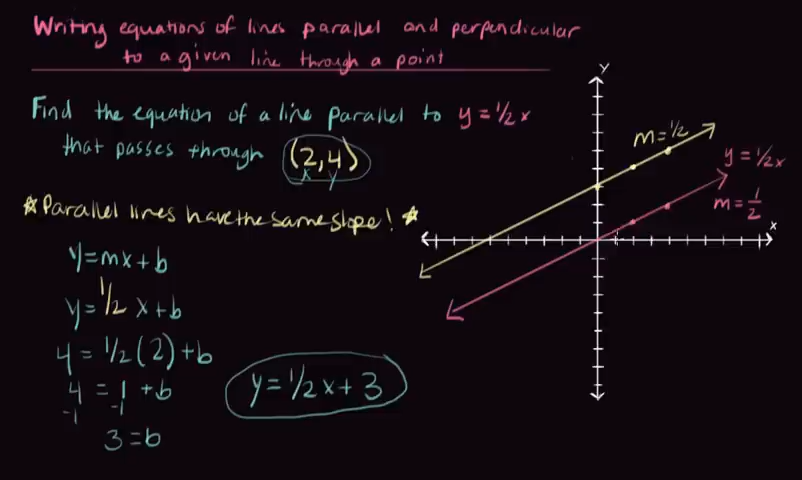 Writing equations of lines parallel and perpendicular
to a given line through a point
Find the equation of a line parallel to y = 1/2 x
that passes through (2,4)
x y
*Parallel lines have the same slope! *
y = mx + b
y = 1/2 x + b
4 = 1/2 (2) + b
4 = 1 + b
-1 -1
3 = b
y = 1/2x + 3
y
m = 1/2
y = 1/2x
m = 1/2
x